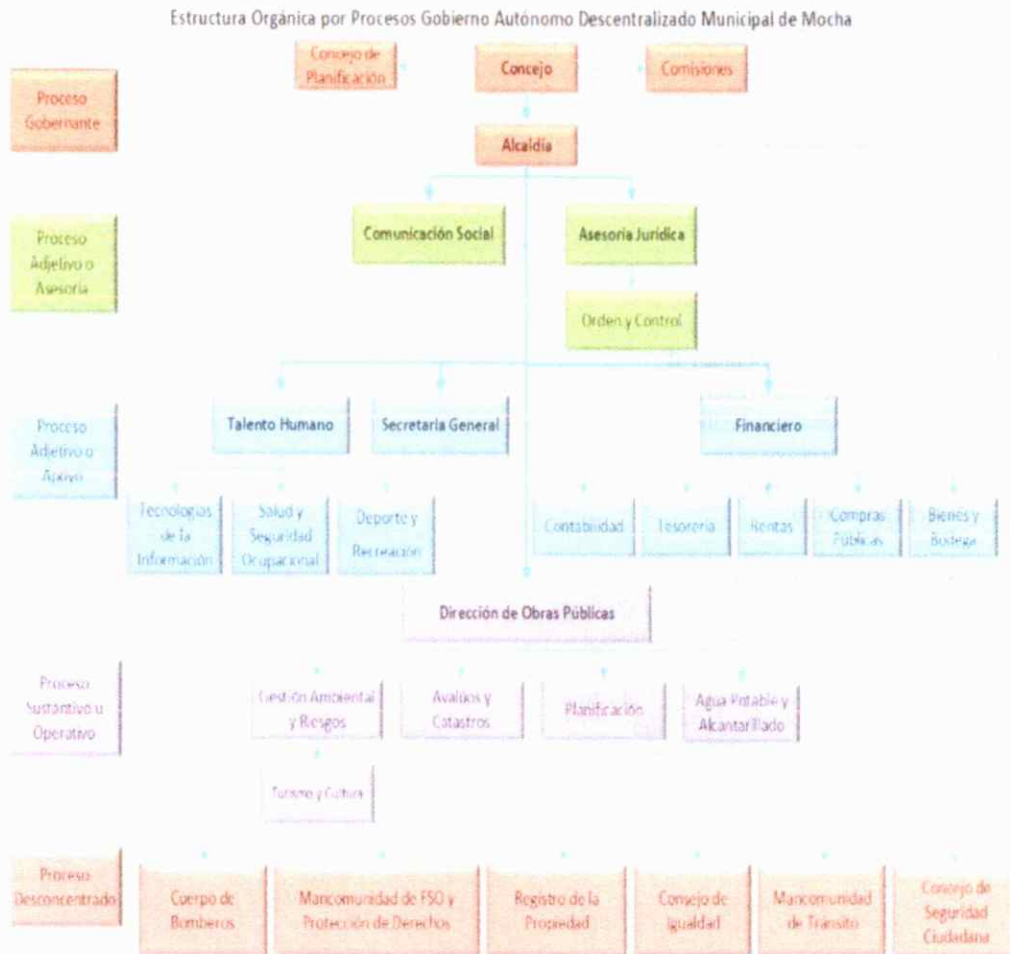 Estructura Orgánica por Procesos Gobierno Autónomo Descentralizado Municipal de Mocha
Concejo de
Planificación
Concejo
Comisiones
Proceso
Gobernante
Alcaldía
Comunicación Social
Asesoría Jurídica
Proceso
Adjetivo o
Asesoría
Orden y Control
Talento Humano
Secretaría General
Financiero
Proceso
Adjetivo o
Apoyo
Tecnologías
de la
Información
Salud y
Seguridad
Ocupacional
Deporte y
Recreación
Contabilidad
Tesorería
Rentas
Compras
Públicas
Bienes y
Bodega
Dirección de Obras Públicas
Proceso
Sustantivo u
Operativo
Gestión Ambiental
y Riesgos
Avalúos y
Catastros
Planificación
Agua Potable y
Alcantarillado
Turismo y Cultura
Proceso
Desconcentrado
Cuerpo de
Bomberos
Mancomunidad de FSO y
Protección de Derechos
Registro de la
Propiedad
Consejo de
Igualdad
Mancomunidad
de Tránsito
Concejo de
Seguridad
Ciudadana